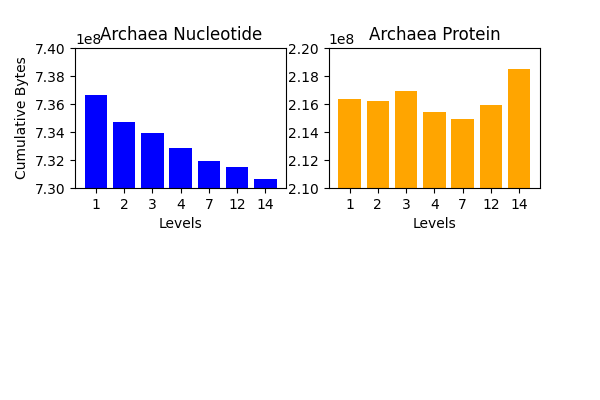 1e8 Archaea Nucleotide
1e8 Archaea Protein
Cumulative Bytes
7.40
7.38
7.36
7.34
7.32
7.30
1 2 3 4 7 12 14
Levels
2.20
2.18
2.16
2.14
2.12
2.10
1 2 3 4 7 12 14
Levels